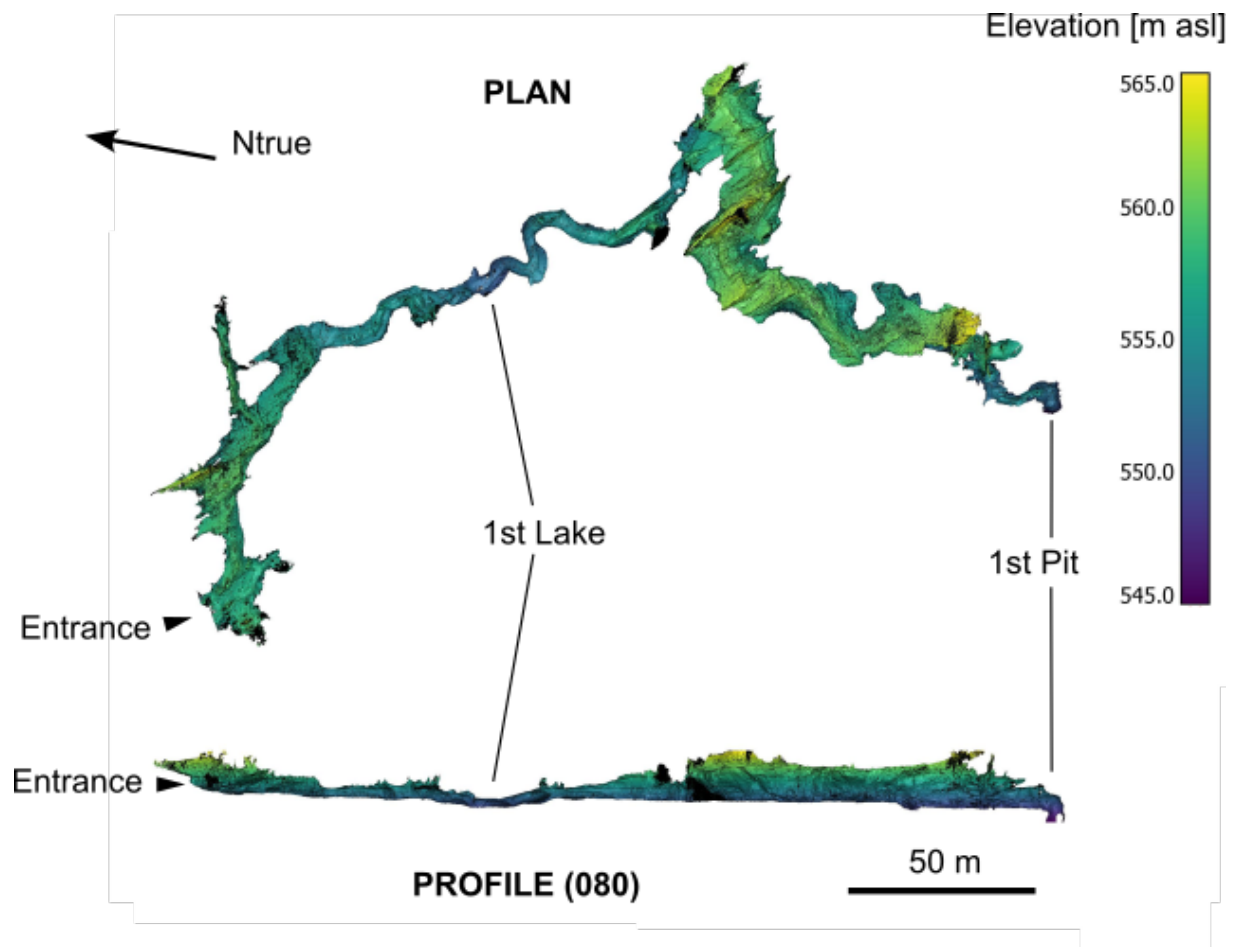 Elevation [m asl]
PLAN
565.0
Ntrue
560.0
555.0
550.0
1st Lake
1st Pit
545.0
Entrance
Entrance
50 m
PROFILE (080)